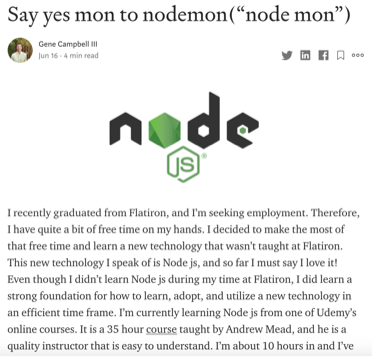 Say yes mon to nodemon(“node mon”)
Gene Campbell III
Jun 16 · 4 min read
node
JS
I recently graduated from Flatiron, and I'm seeking employment. Therefore,
I have quite a bit of free time on my hands. I decided to make the most of
that free time and learn a new technology that wasn't taught at Flatiron.
This new technology I speak of is Node js, and so far I must say I love it!
Even though I didn't learn Node js during my time at Flatiron, I did learn a
strong foundation for how to learn, adopt, and utilize a new technology in
an efficient time frame. I'm currently learning Node js from one of Udemy's
online courses. It is a 35 hour course taught by Andrew Mead, and he is a
quality instructor that is easy to understand. I'm about 10 hours in and I've